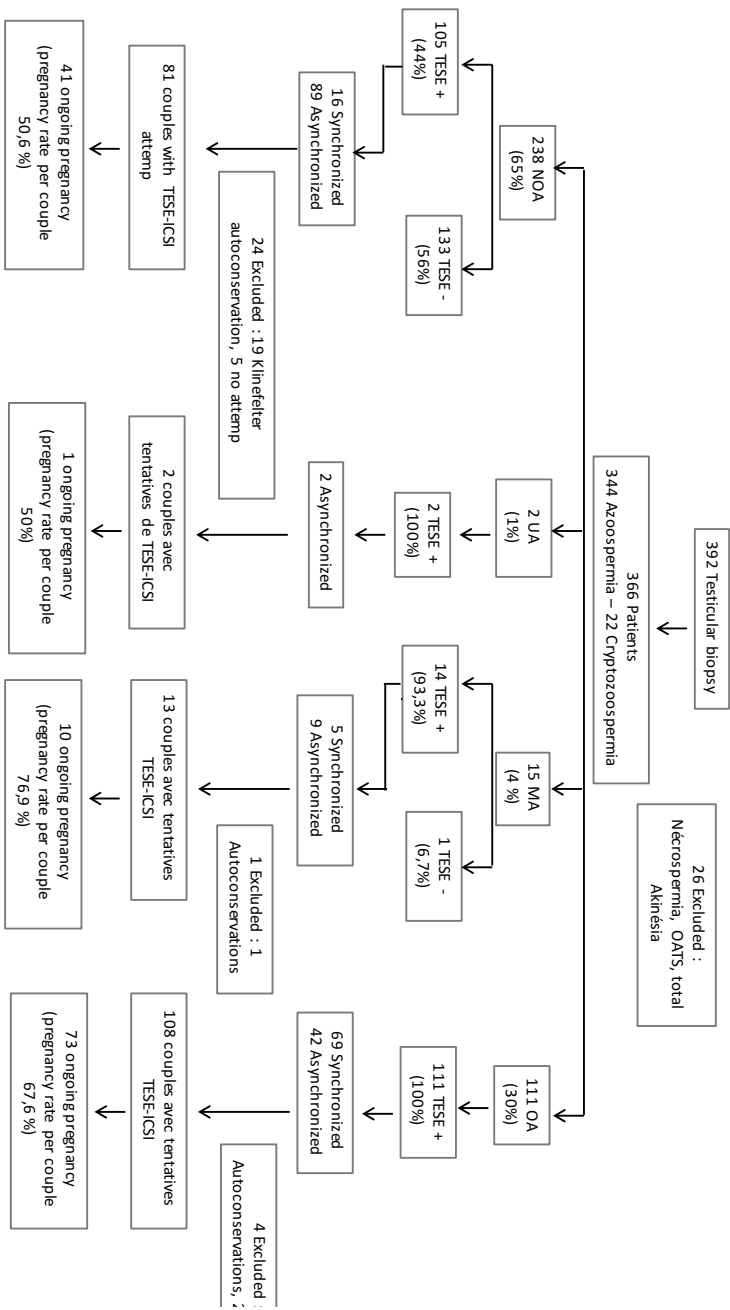 392 Testicular biopsy
26 Excluded :
Nécrospermia, OATS, total
Akinésia
366 Patients
344 Azoospermia – 22 Cryptozoospermia
238 NOA
(65%)
2 UA
(1%)
15 MA
(4 %)
111 OA
(30%)
105 TESE +
(44%)
133 TESE -
(56%)
2 TESE +
(100%)
14 TESE +
(93,3%)
1 TESE -
(6,7%)
111 TESE +
(100%)
16 Synchronized
89 Asynchronized
2 Asynchronized
5 Synchronized
9 Asynchronized
69 Synchronized
42 Asynchronized
24 Excluded : 19 Klinefelter
autoconservation, 5 no attemp
1 Excluded : 1
Autoconservations
4 Excluded :
Autoconservations, 2
81 couples with TESE-ICSI
attemp
2 couples avec
tentatives de TESE-ICSI
13 couples avec tentatives
TESE-ICSI
108 couples avec tentatives
TESE-ICSI
41 ongoing pregnancy
(pregnancy rate per couple
50,6 %)
1 ongoing pregnancy
(pregnancy rate per couple
50%)
10 ongoing pregnancy
(pregnancy rate per couple
76,9 %)
73 ongoing pregnancy
(pregnancy rate per couple
67,6 %)